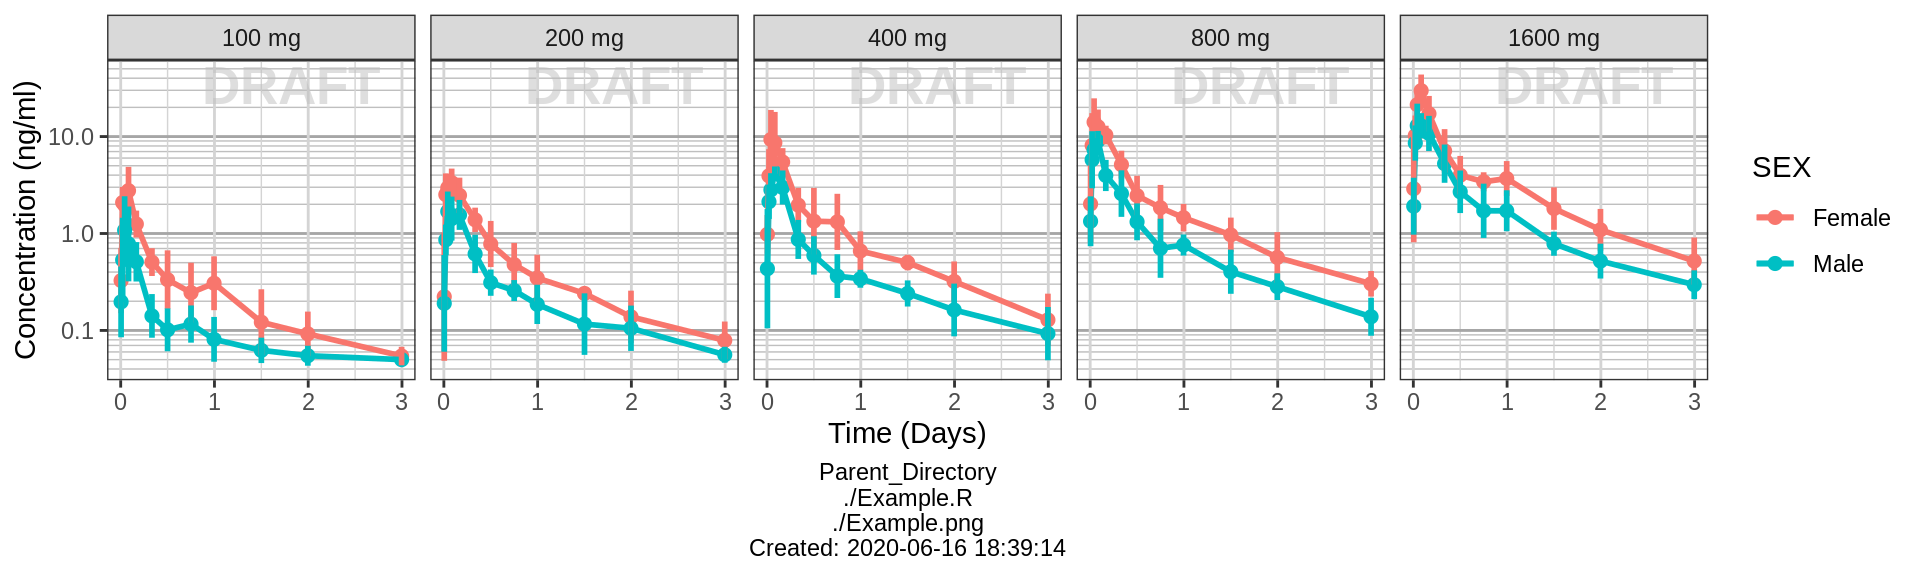 100 mg 200 mg 400 mg 800 mg 1600 mg
DRAFT DRAFT DRAFT DRAFT DRAFT
Concentration (ng/ml)
10.0
1.0
0.1
0 1 2 3 0 1 2 3 0 1 2 3 0 1 2 3 0 1 2 3
Time (Days)
SEX
Female
Male
Parent_Directory
./Example.R
./Example.png
Created: 2020-06-16 18:39:14